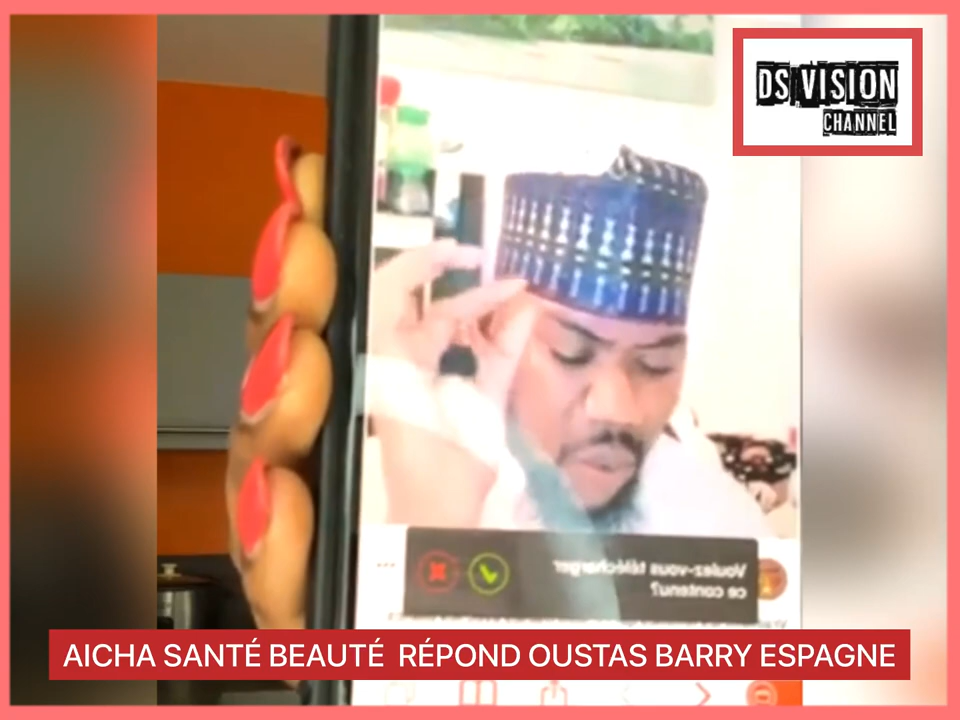 DS VISION
CHANNEL
Voulez-vous télécharger
ce contenu?
AICHA SANTÉ BEAUTÉ RÉPOND OUSTAS BARRY ESPAGNE